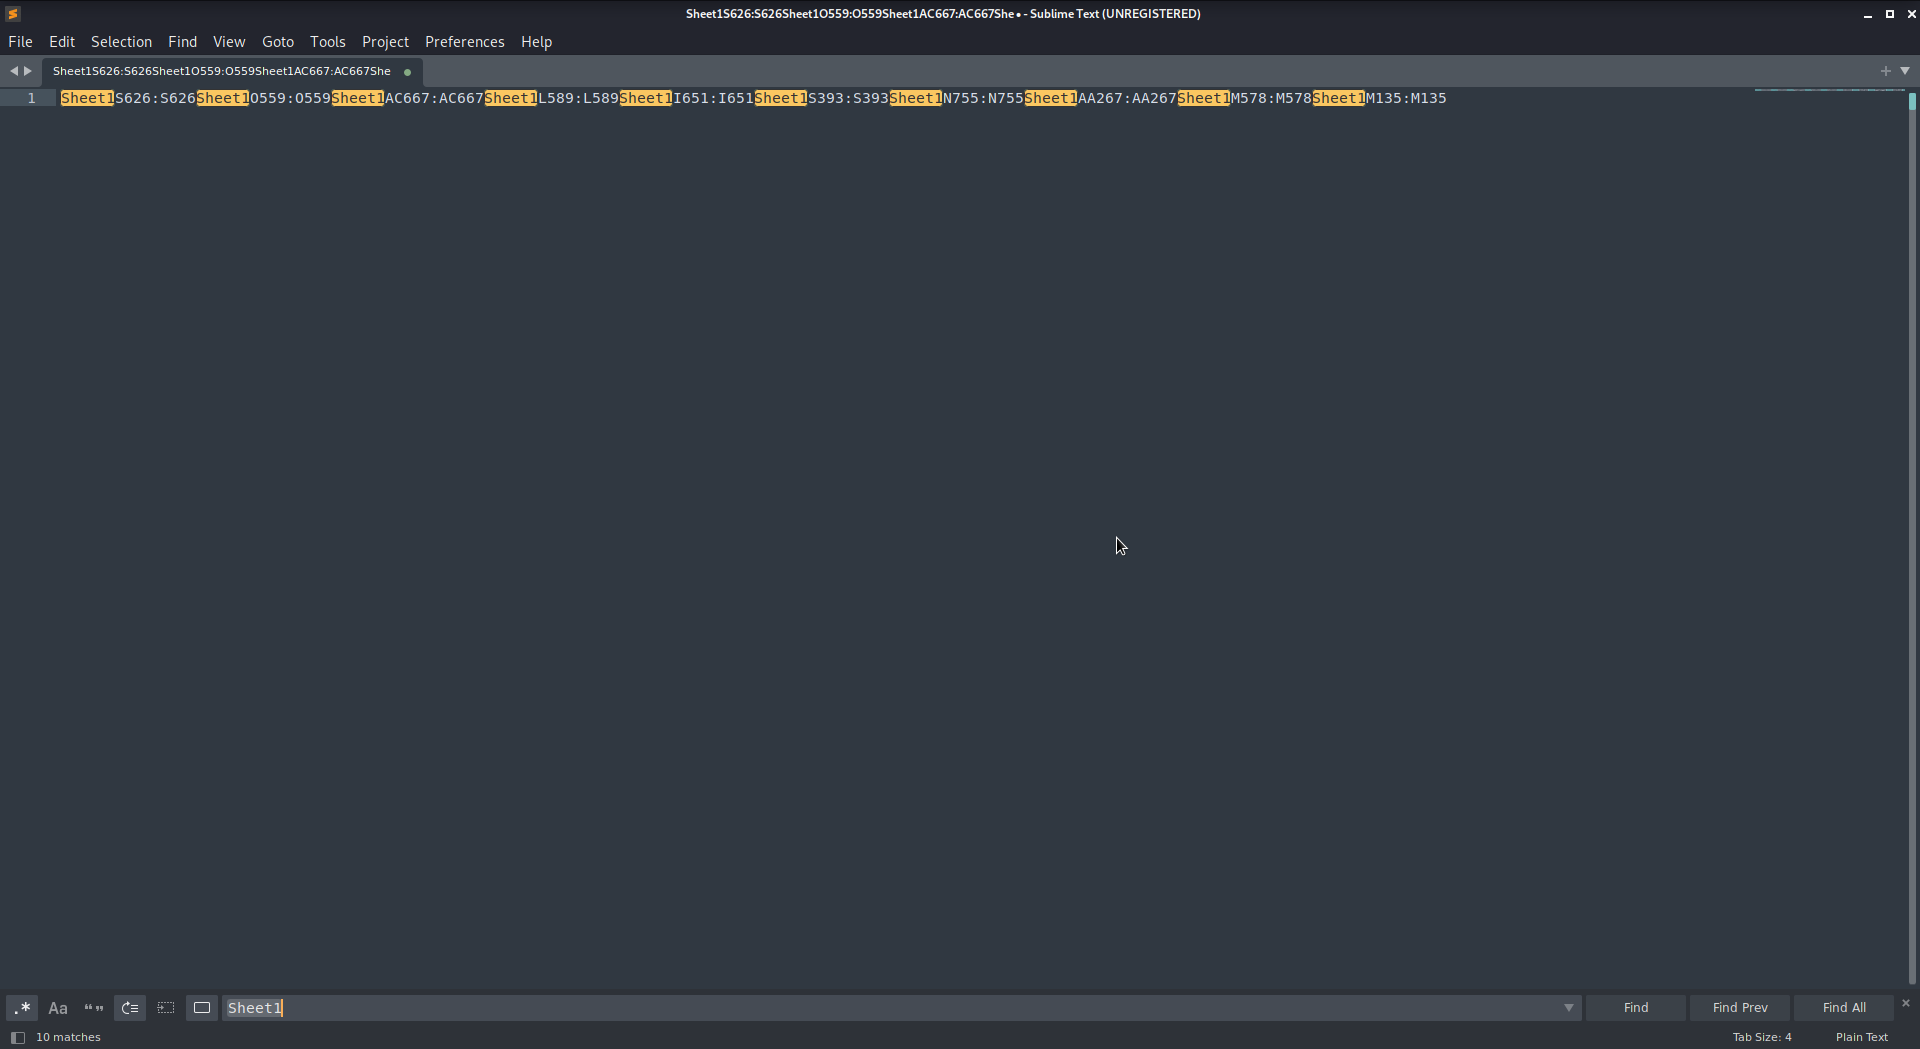 Sheet1S626:S626Sheet1O559:O559Sheet1AC667:AC667She • - Sublime Text (UNREGISTERED)
File Edit Selection Find View Goto Tools Project Preferences Help
Sheet1S626:S626Sheet1O559:O559Sheet1AC667:AC667She
1 Sheet1S626:S626Sheet1O559:O559Sheet1AC667:AC667Sheet1L589:L589Sheet1I651:I651Sheet1S393:S393Sheet1N755:N755Sheet1AA267:AA267Sheet1M578:M578Sheet1M135:M135
.* Aa “” Sheet1 Find Find Prev Find All
10 matches Tab Size: 4 Plain Text